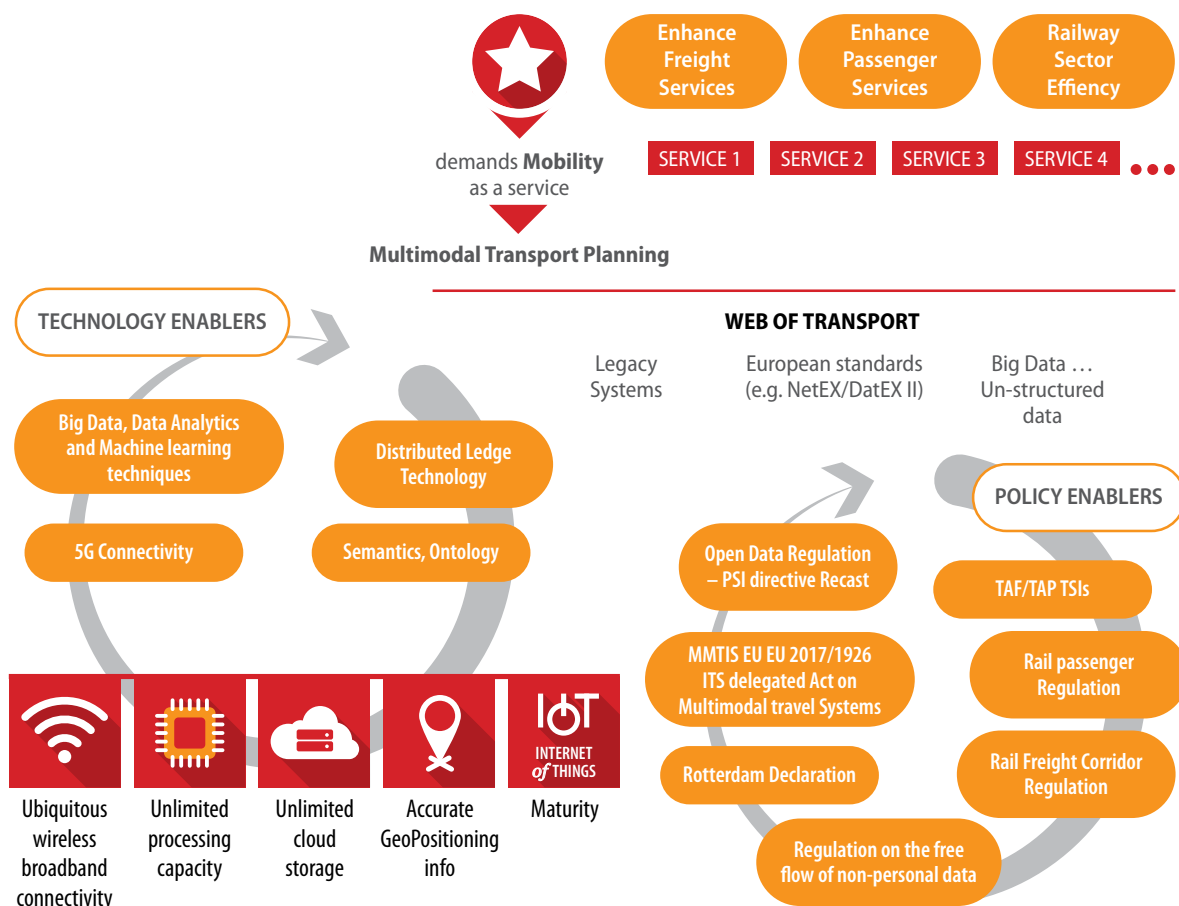 Enhance
Freight
Services
Enhance
Passenger
Services
Railway
Sector
Effiency
demands Mobility
as a service
SERVICE 1
SERVICE 2
SERVICE 3
SERVICE 4
Multimodal Transport Planning
TECHNOLOGY ENABLERS
WEB OF TRANSPORT
Legacy
Systems
European standards
(e.g. NetEX/DatEX II)
Big Data …
Un-structured
data
Big Data, Data Analytics
and Machine learning
techniques
Distributed Ledge
Technology
5G Connectivity
Semantics, Ontology
POLICY ENABLERS
Open Data Regulation
– PSI directive Recast
TAF/TAP TSIs
MMTIS EU EU 2017/1926
ITS delegated Act on
Multimodal travel Systems
Rail passenger
Regulation
Rotterdam Declaration
Rail Freight Corridor
Regulation
Regulation on the free
flow of non-personal data
IOT
INTERNET
of THINGS
Ubiquitous
wireless
broadband
connectivity
Unlimited
processing
capacity
Unlimited
cloud
storage
Accurate
GeoPositioning
info
Maturity